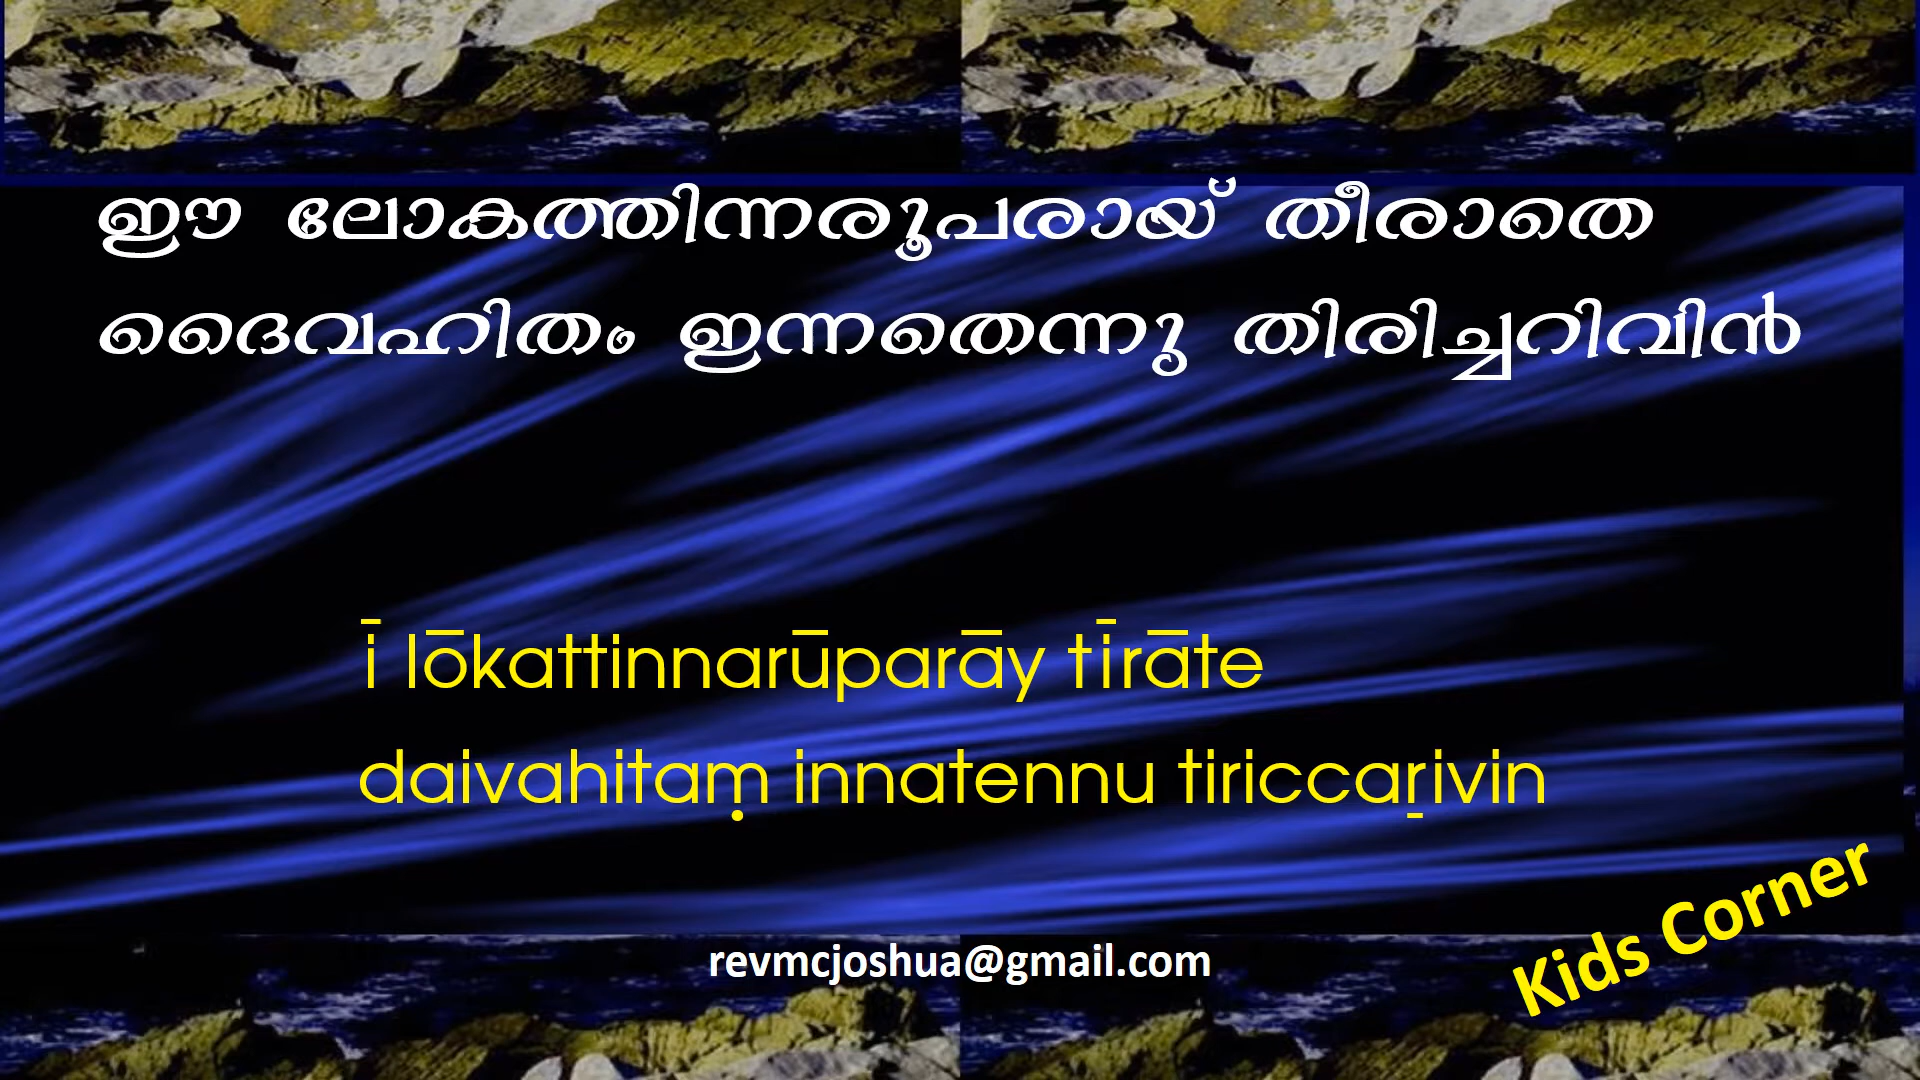 ഈ ലോകത്തിന്നരൂപരായ് തീരാതെ
ദൈവഹിതം ഇന്നതെന്നു തിരിച്ചറിവിൻ
ī lōkattinnarūparāy tīrāte
daivahitaṃ innatennu tiriccaṟivin
Kids Corner
revmcjoshua@gmail.com